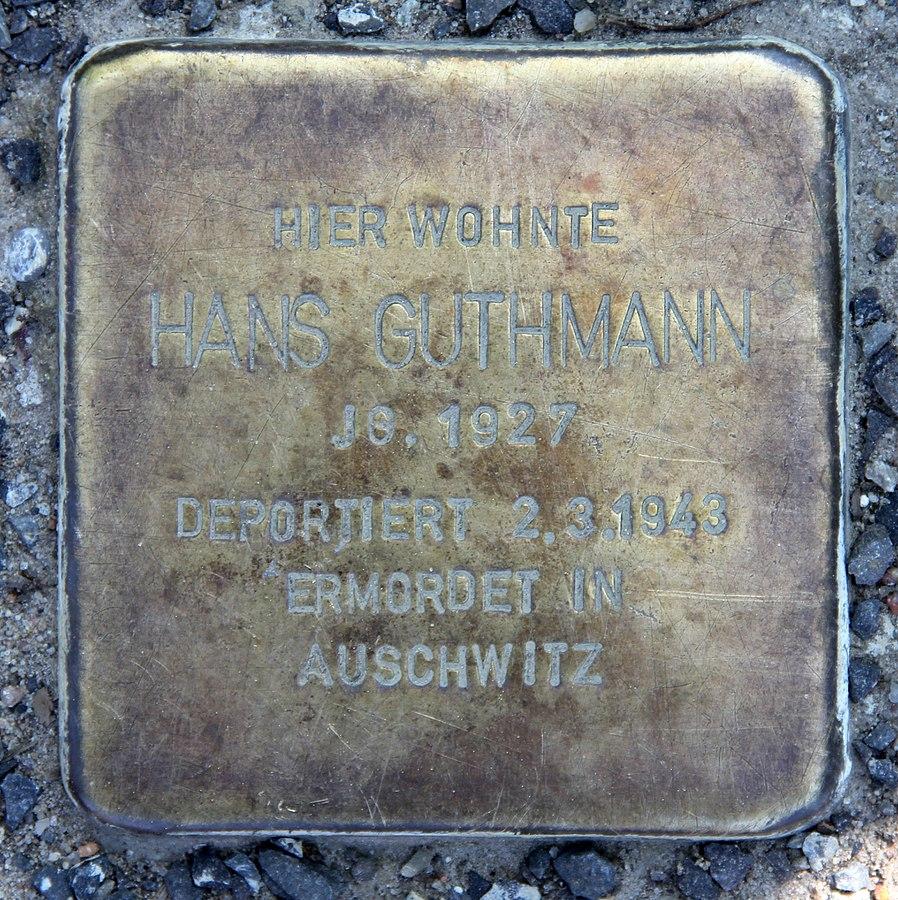 HIER WOHNTE
HANS GUTHMANN
JG. 1927
DEPORTIERT 2.3.1943
ERMORDET IN
AUSCHWITZ